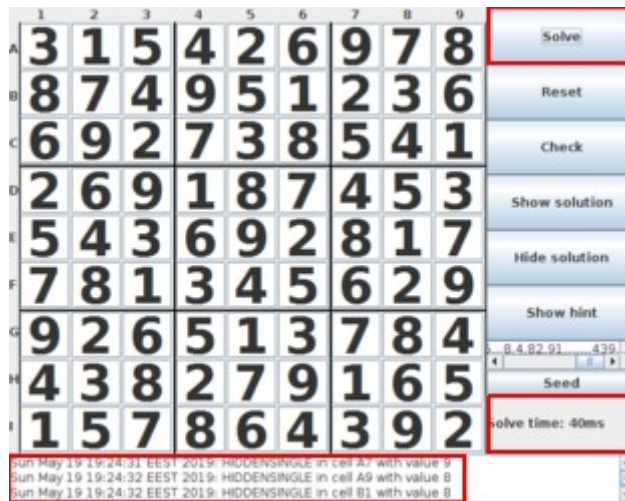 1 2 3 4 5 6 7 8 9
A 3 1 5 4 2 6 9 7 8
Solve
B 8 7 4 9 5 1 2 3 6
Reset
C 6 9 2 7 3 8 5 4 1
Check
D 2 6 9 1 8 7 4 5 3
Show solution
E 5 4 3 6 9 2 8 1 7
Hide solution
F 7 8 1 3 4 5 6 2 9
Show hint
G 9 2 6 5 1 3 7 8 4
...8.4.82.91.......439
H 4 3 8 2 7 9 1 6 5
Seed
I 1 5 7 8 6 4 3 9 2
Solve time: 40ms
Sun May 19 19:24:31 EEST 2019: HIDDENSINGLE in cell A7 with value 9
Sun May 19 19:24:32 EEST 2019: HIDDENSINGLE in cell A9 with value 8
Sun May 19 19:24:32 EEST 2019: HIDDENSINGLE in cell B1 with value 8